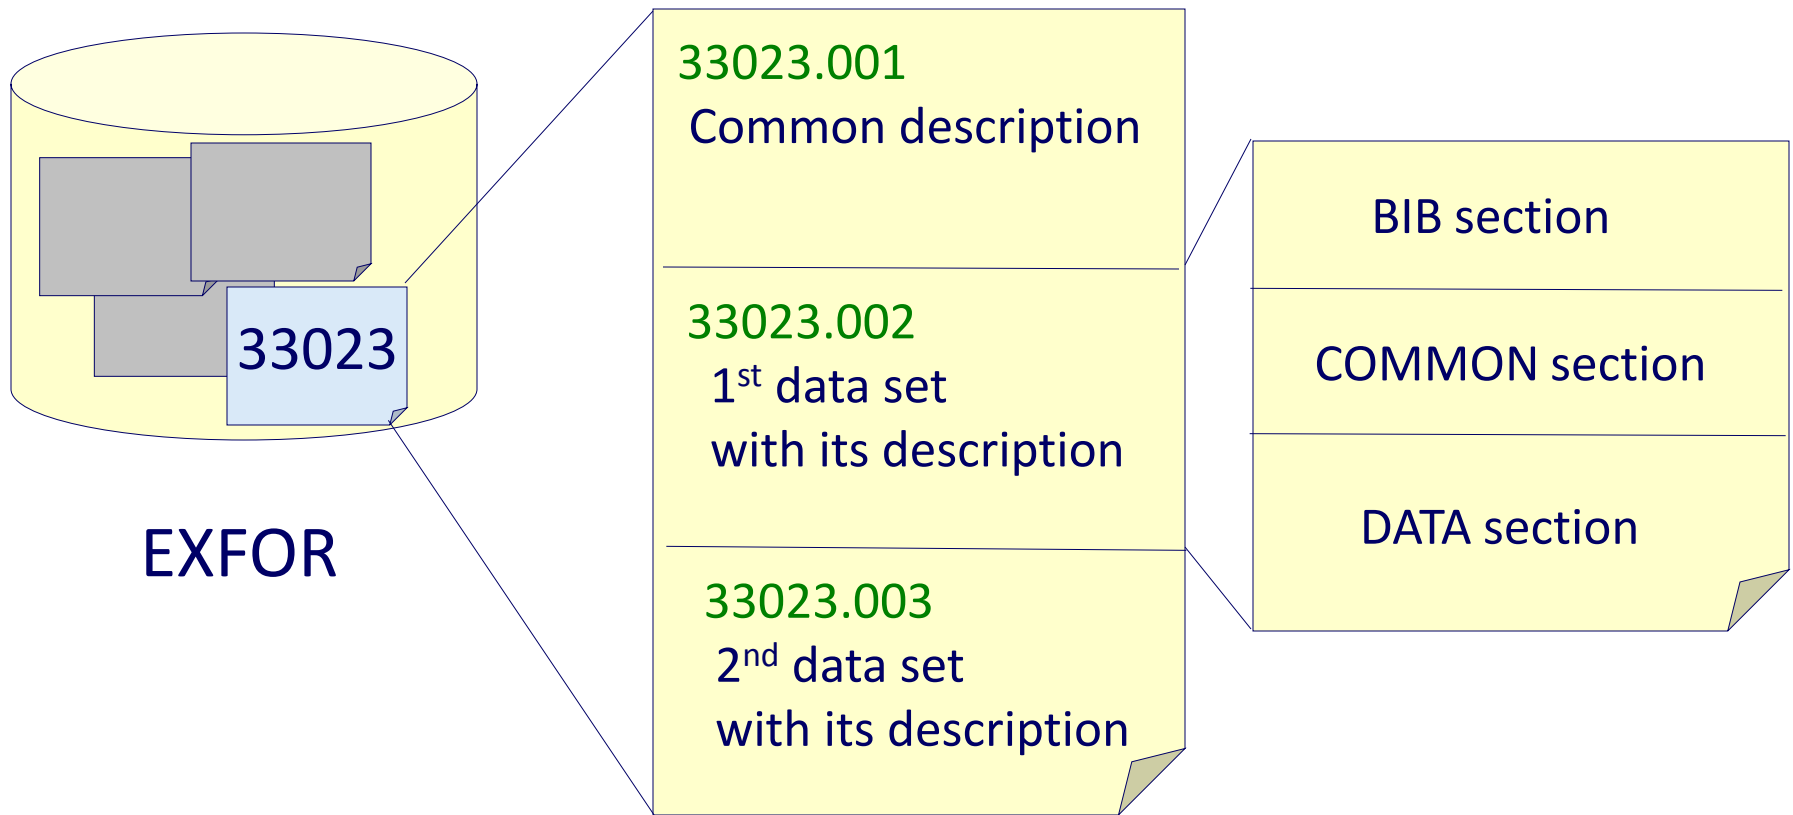 33023
EXFOR
33023.001
Common description
33023.002
1st data set
with its description
33023.003
2nd data set
with its description
BIB section
COMMON section
DATA section